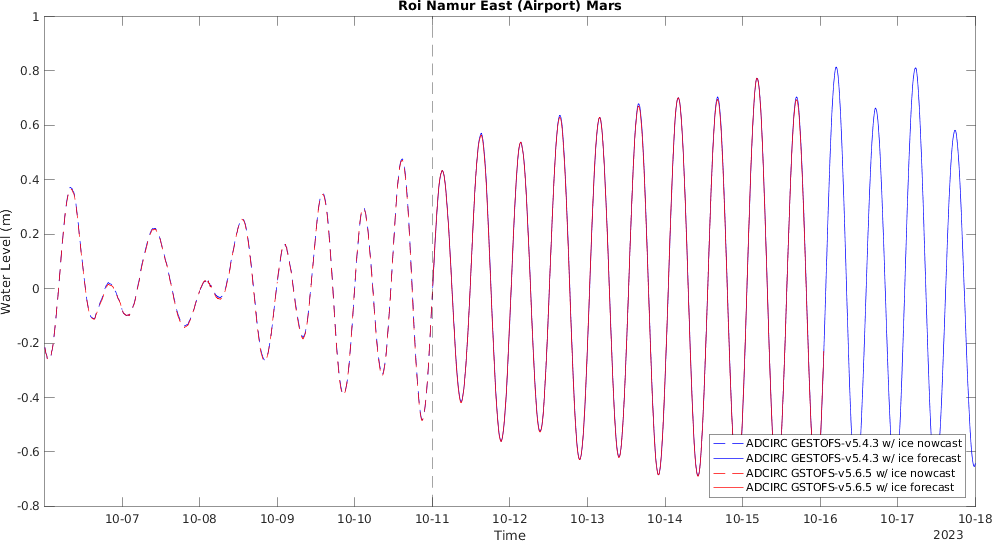 Roi Namur East (Airport) Mars
1
0.8
0.6
0.4
0.2
0
-0.2
-0.4
-0.6
-0.8
Water Level (m)
ADCIRC GESTOFS-v5.4.3 w/ ice nowcast
ADCIRC GESTOFS-v5.4.3 w/ ice forecast
ADCIRC GSTOFS-v5.6.5 w/ ice nowcast
ADCIRC GSTOFS-v5.6.5 w/ ice forecast
10-07 10-08 10-09 10-10 10-11 10-12 10-13 10-14 10-15 10-16 10-17 10-18
Time
2023